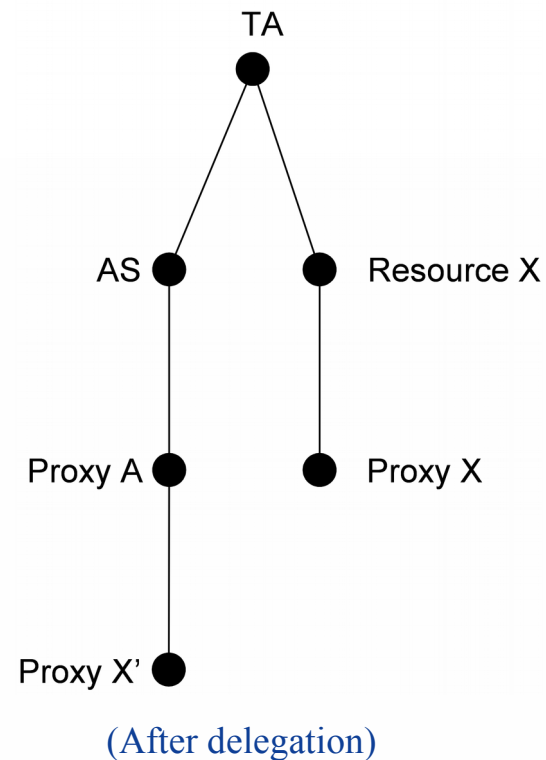 TA
AS
Resource X
Proxy A
Proxy X
Proxy X’
(After delegation)